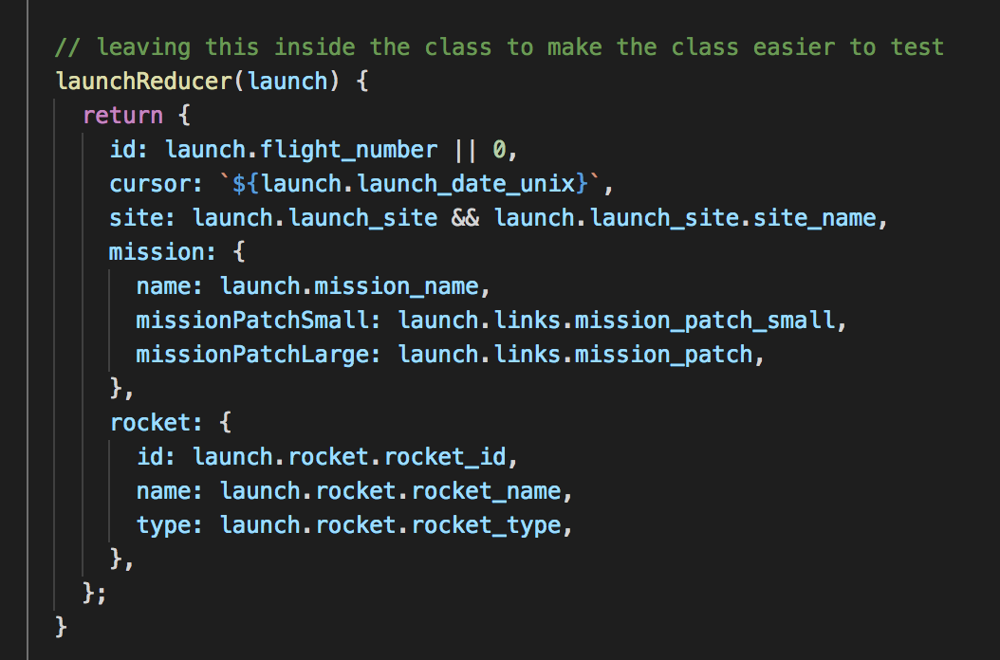 // leaving this inside the class to make the class easier to test
launchReducer(launch) {
  return {
    id: launch.flight_number || 0,
    cursor: `${launch.launch_date_unix}`,
    site: launch.launch_site && launch.launch_site.site_name,
    mission: {
      name: launch.mission_name,
      missionPatchSmall: launch.links.mission_patch_small,
      missionPatchLarge: launch.links.mission_patch,
    },
    rocket: {
      id: launch.rocket.rocket_id,
      name: launch.rocket.rocket_name,
      type: launch.rocket.rocket_type,
    },
  };
}